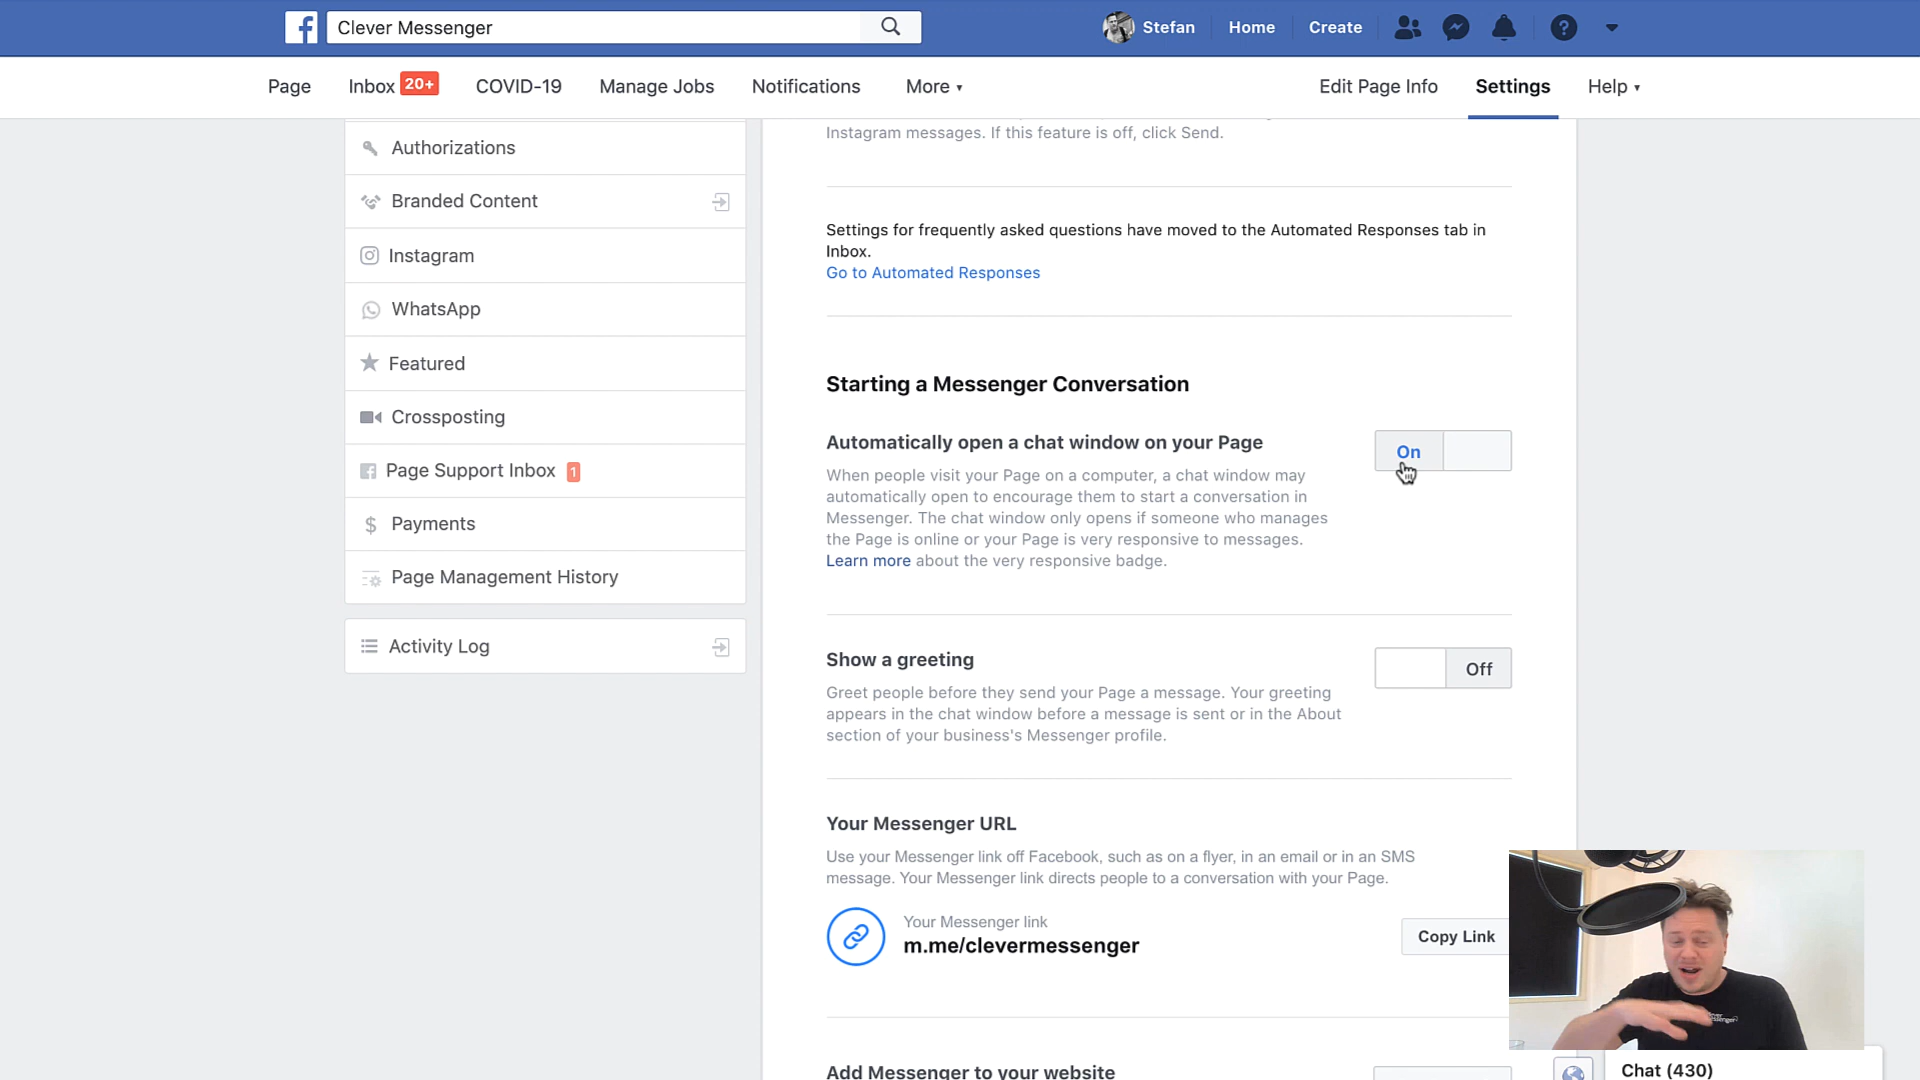 Clever Messenger
Stefan
Home
Create
Page
Inbox 20+
COVID-19
Manage Jobs
Notifications
More
Edit Page Info
Settings
Help
Authorizations
Branded Content
Instagram
WhatsApp
Featured
Crossposting
Page Support Inbox 1
Payments
Page Management History
Activity Log
Instagram messages. If this feature is off, click Send.
Settings for frequently asked questions have moved to the Automated Responses tab in
Inbox.
Go to Automated Responses
Starting a Messenger Conversation
Automatically open a chat window on your Page
On
When people visit your Page on a computer, a chat window may
automatically open to encourage them to start a conversation in
Messenger. The chat window only opens if someone who manages
the Page is online or your Page is very responsive to messages.
Learn more about the very responsive badge.
Show a greeting
Off
Greet people before they send your Page a message. Your greeting
appears in the chat window before a message is sent or in the About
section of your business's Messenger profile.
Your Messenger URL
Use your Messenger link off Facebook, such as on a flyer, in an email or in an SMS
message. Your Messenger link directs people to a conversation with your Page.
Your Messenger link
m.me/clevermessenger
Copy Link
Add Messenger to your website
Chat (430)